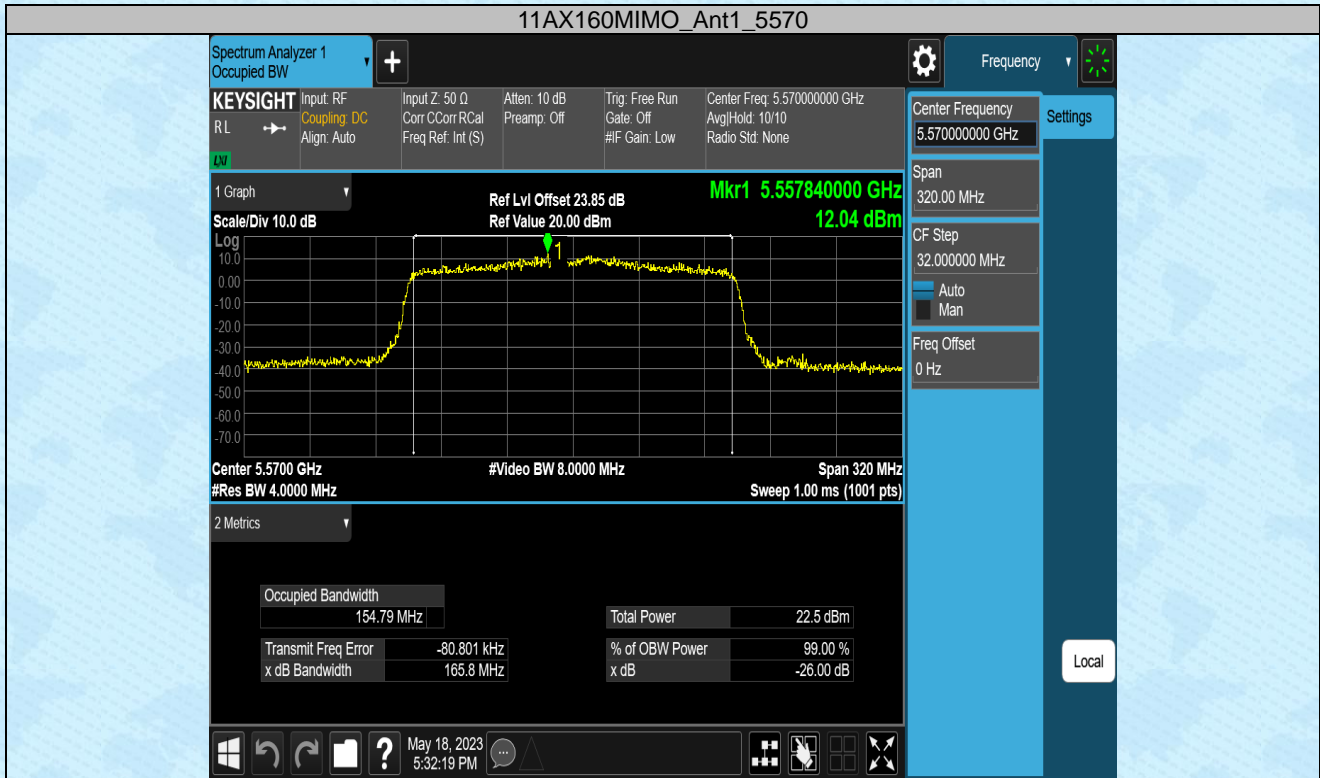 11AX160MIMO_Ant1_5570
Spectrum Analyzer 1
Occupied BW
+
Frequency
KEYSIGHT
R L
LXI
Input: RF
Coupling: DC
Align: Auto
Input Z: 50 Ω
Corr CCorr RCal
Freq Ref: Int (S)
Atten: 10 dB
Preamp: Off
Trig: Free Run
Gate: Off
#IF Gain: Low
Center Freq: 5.570000000 GHz
Avg|Hold: 10/10
Radio Std: None
Center Frequency
5.570000000 GHz
Settings
Span
320.00 MHz
CF Step
32.000000 MHz
Auto
Man
Freq Offset
0 Hz
Local
1 Graph
Scale/Div 10.0 dB
Ref Lvl Offset 23.85 dB
Ref Value 20.00 dBm
Mkr1 5.557840000 GHz
12.04 dBm
Log
1
10.0
0.00
-10.0
-20.0
-30.0
-40.0
-50.0
-60.0
-70.0
Center 5.5700 GHz
#Res BW 4.0000 MHz
#Video BW 8.0000 MHz
Span 320 MHz
Sweep 1.00 ms (1001 pts)
2 Metrics
Occupied Bandwidth
154.79 MHz
Total Power 22.5 dBm
Transmit Freq Error -80.801 kHz
% of OBW Power 99.00 %
x dB Bandwidth 165.8 MHz
x dB -26.00 dB
?
May 18, 2023
5:32:19 PM